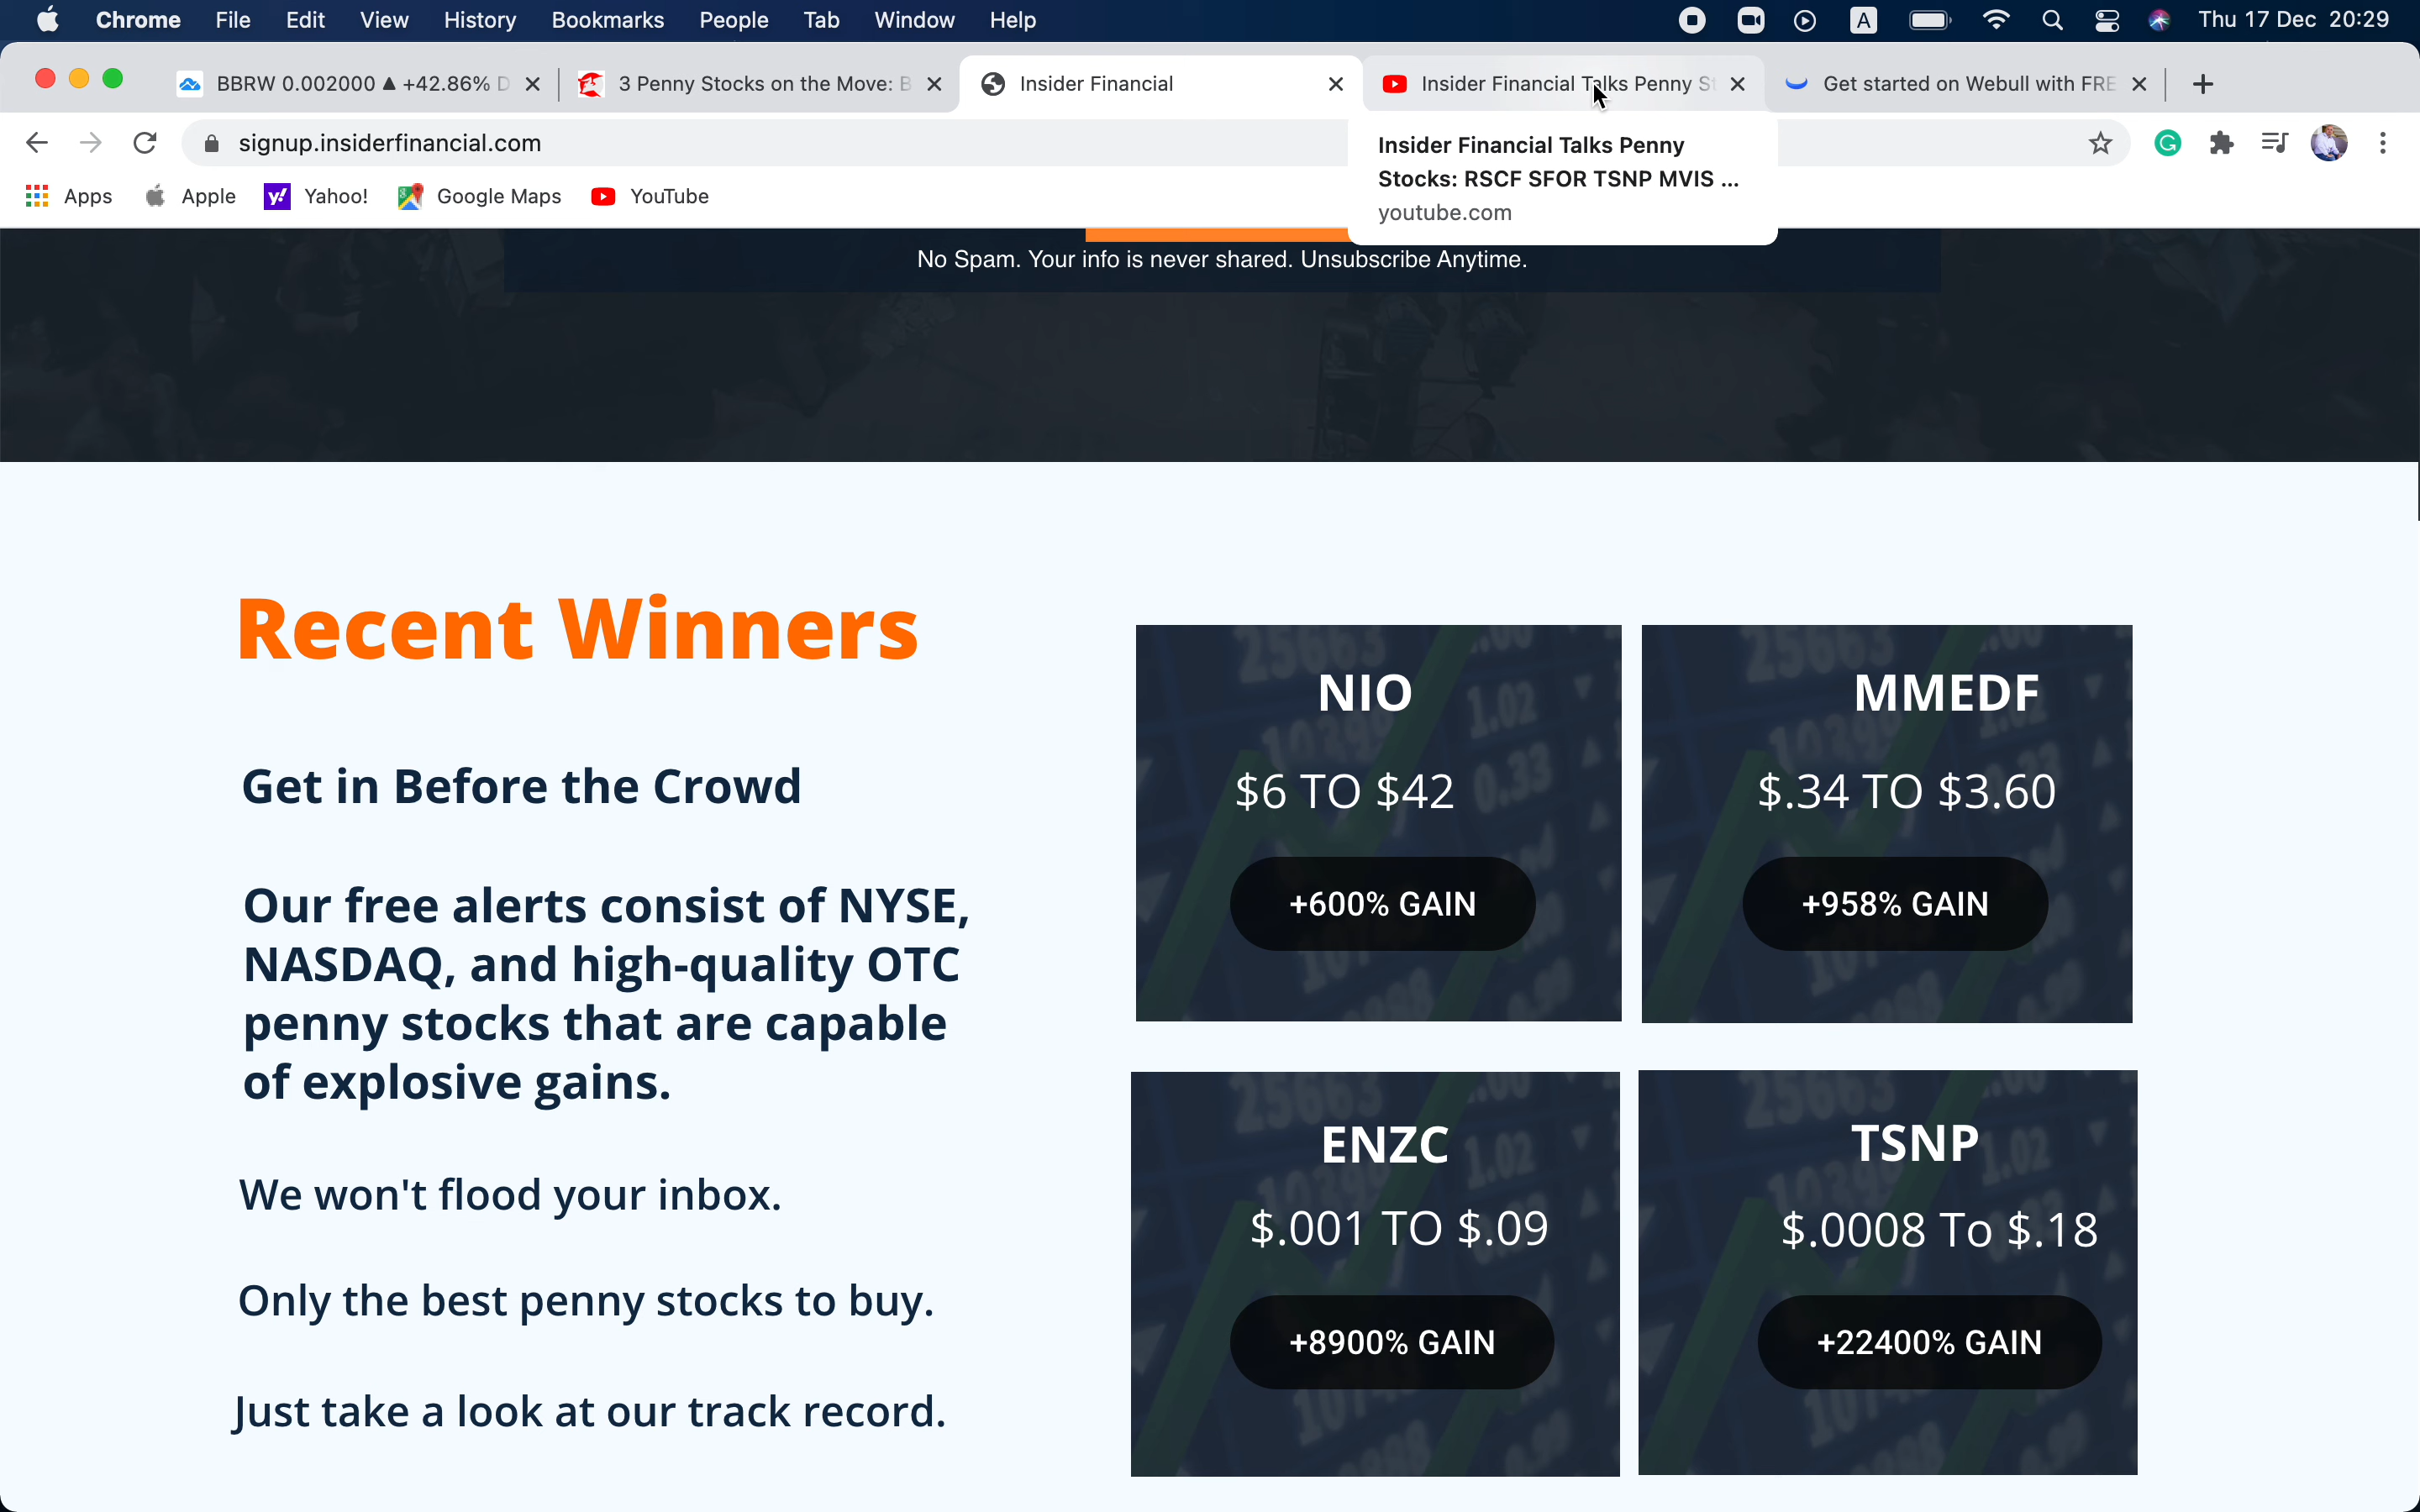 Chrome File Edit View History Bookmarks People Tab Window Help A Thu 17 Dec 20:29
BBRW 0.002000 ▲ +42.86% D 3 Penny Stocks on the Move: B Insider Financial Insider Financial Talks Penny St Get started on Webull with FRE
signup.insiderfinancial.com
Insider Financial Talks Penny
Stocks: RSCF SFOR TSNP MVIS ...
youtube.com
Apps Apple Yahoo! Google Maps YouTube
No Spam. Your info is never shared. Unsubscribe Anytime.
Recent Winners
Get in Before the Crowd
Our free alerts consist of NYSE,
NASDAQ, and high-quality OTC
penny stocks that are capable
of explosive gains.
We won't flood your inbox.
Only the best penny stocks to buy.
Just take a look at our track record.
NIO
$6 TO $42
+600% GAIN
MMEDF
$.34 TO $3.60
+958% GAIN
ENZC
$.001 TO $.09
+8900% GAIN
TSNP
$.0008 To $.18
+22400% GAIN